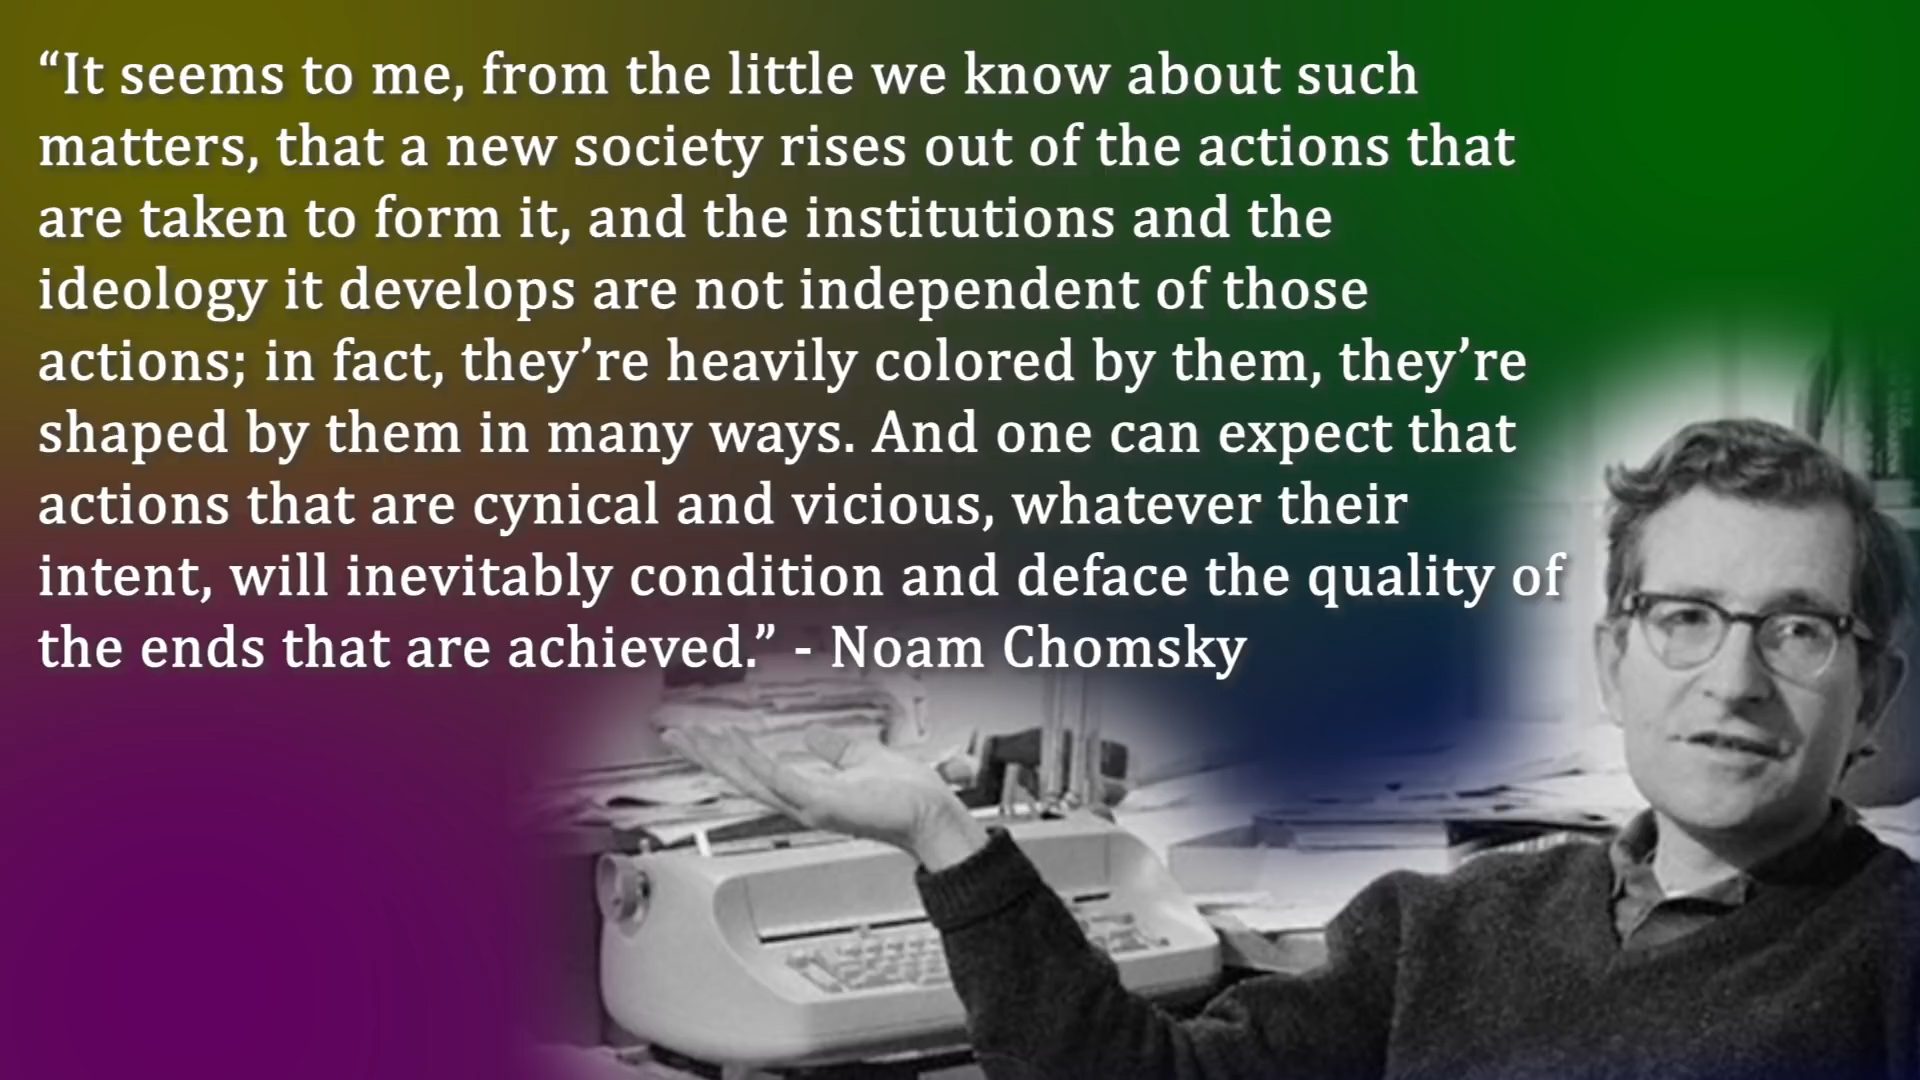 “It seems to me, from the little we know about such
matters, that a new society rises out of the actions that
are taken to form it, and the institutions and the
ideology it develops are not independent of those
actions; in fact, they’re heavily colored by them, they’re
shaped by them in many ways. And one can expect that
actions that are cynical and vicious, whatever their
intent, will inevitably condition and deface the quality of
the ends that are achieved.” - Noam Chomsky